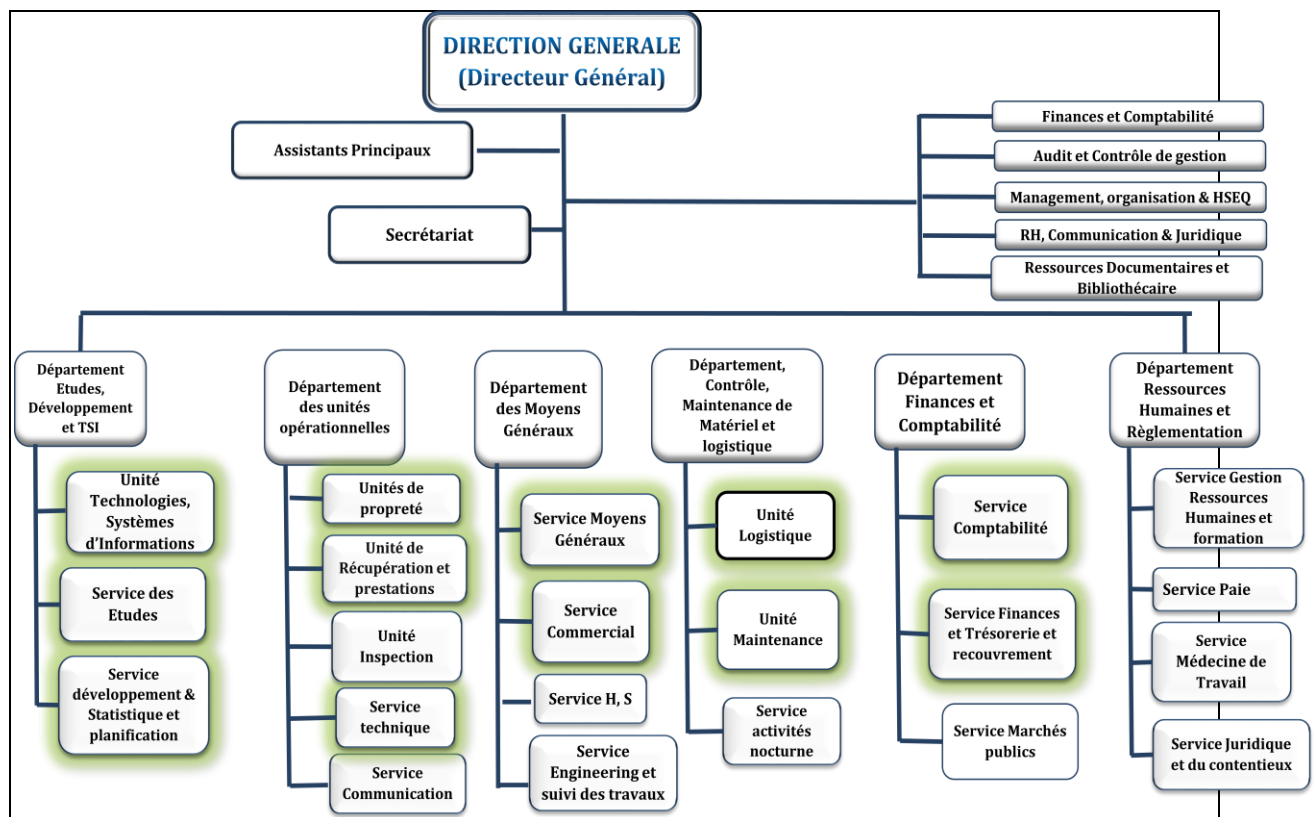 DIRECTION GENERALE
(Directeur Général)
Assistants Principaux
Secrétariat
Finances et Comptabilité
Audit et Contrôle de gestion
Management, organisation & HSEQ
RH, Communication & Juridique
Ressources Documentaires et
Bibliothécaire
Département
Etudes,
Développement
et TSI
Unité
Technologies,
Systèmes
d'Informations
Service des
Etudes
Service
développement &
Statistique et
planification
Département
des unités
opérationnelles
Unités de
propreté
Unité de
Récupération et
prestations
Unité
Inspection
Service
technique
Service
Communication
Département
des Moyens
Généraux
Service Moyens
Généraux
Service
Commercial
Service H, S
Service
Engineering et
suivi des travaux
Département,
Contrôle,
Maintenance de
Matériel et
logistique
Unité
Logistique
Unité
Maintenance
Service
activités
nocturne
Département
Finances et
Comptabilité
Service
Comptabilité
Service Finances
et Trésorerie et
recouvrement
Service Marchés
publics
Département
Ressources
Humaines et
Règlementation
Service Gestion
Ressources
Humaines et
formation
Service Paie
Service
Médecine de
Travail
Service Juridique
et du contentieux